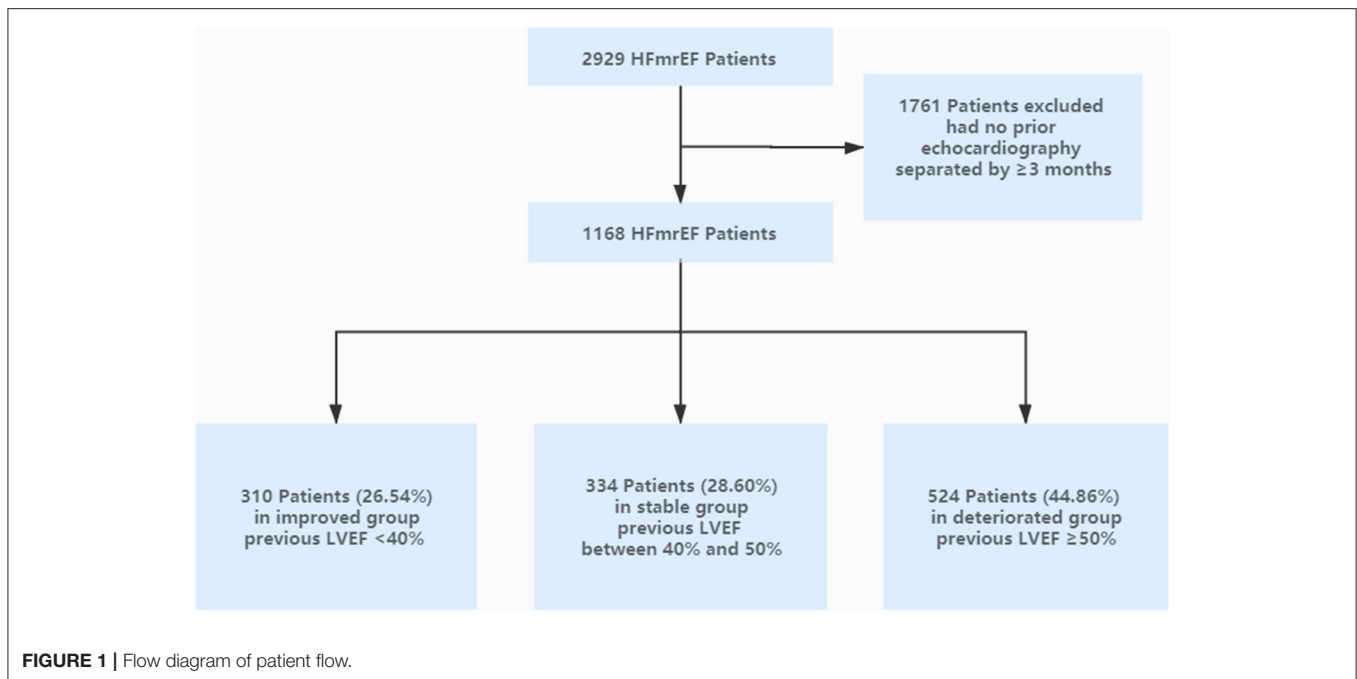 2929 HFmrEF Patients
1761 Patients excluded
had no prior
echocardiography
separated by ≥3 months
1168 HFmrEF Patients
310 Patients (26.54%)
in improved group
previous LVEF <40%
334 Patients (28.60%)
in stable group
previous LVEF
between 40% and 50%
524 Patients (44.86%)
in deteriorated group
previous LVEF ≥50%
FIGURE 1 | Flow diagram of patient flow.